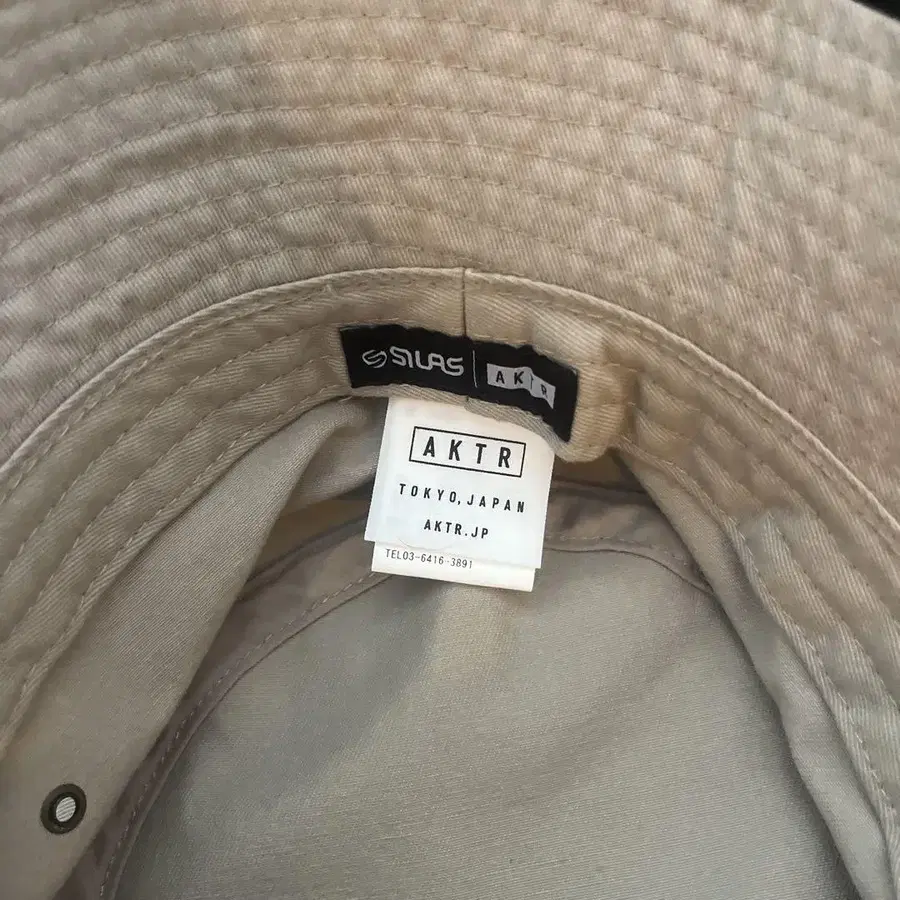 SILAS | AKTR
AKTR
TOKYO, JAPAN
AKTR.JP
TEL03-6416-3891